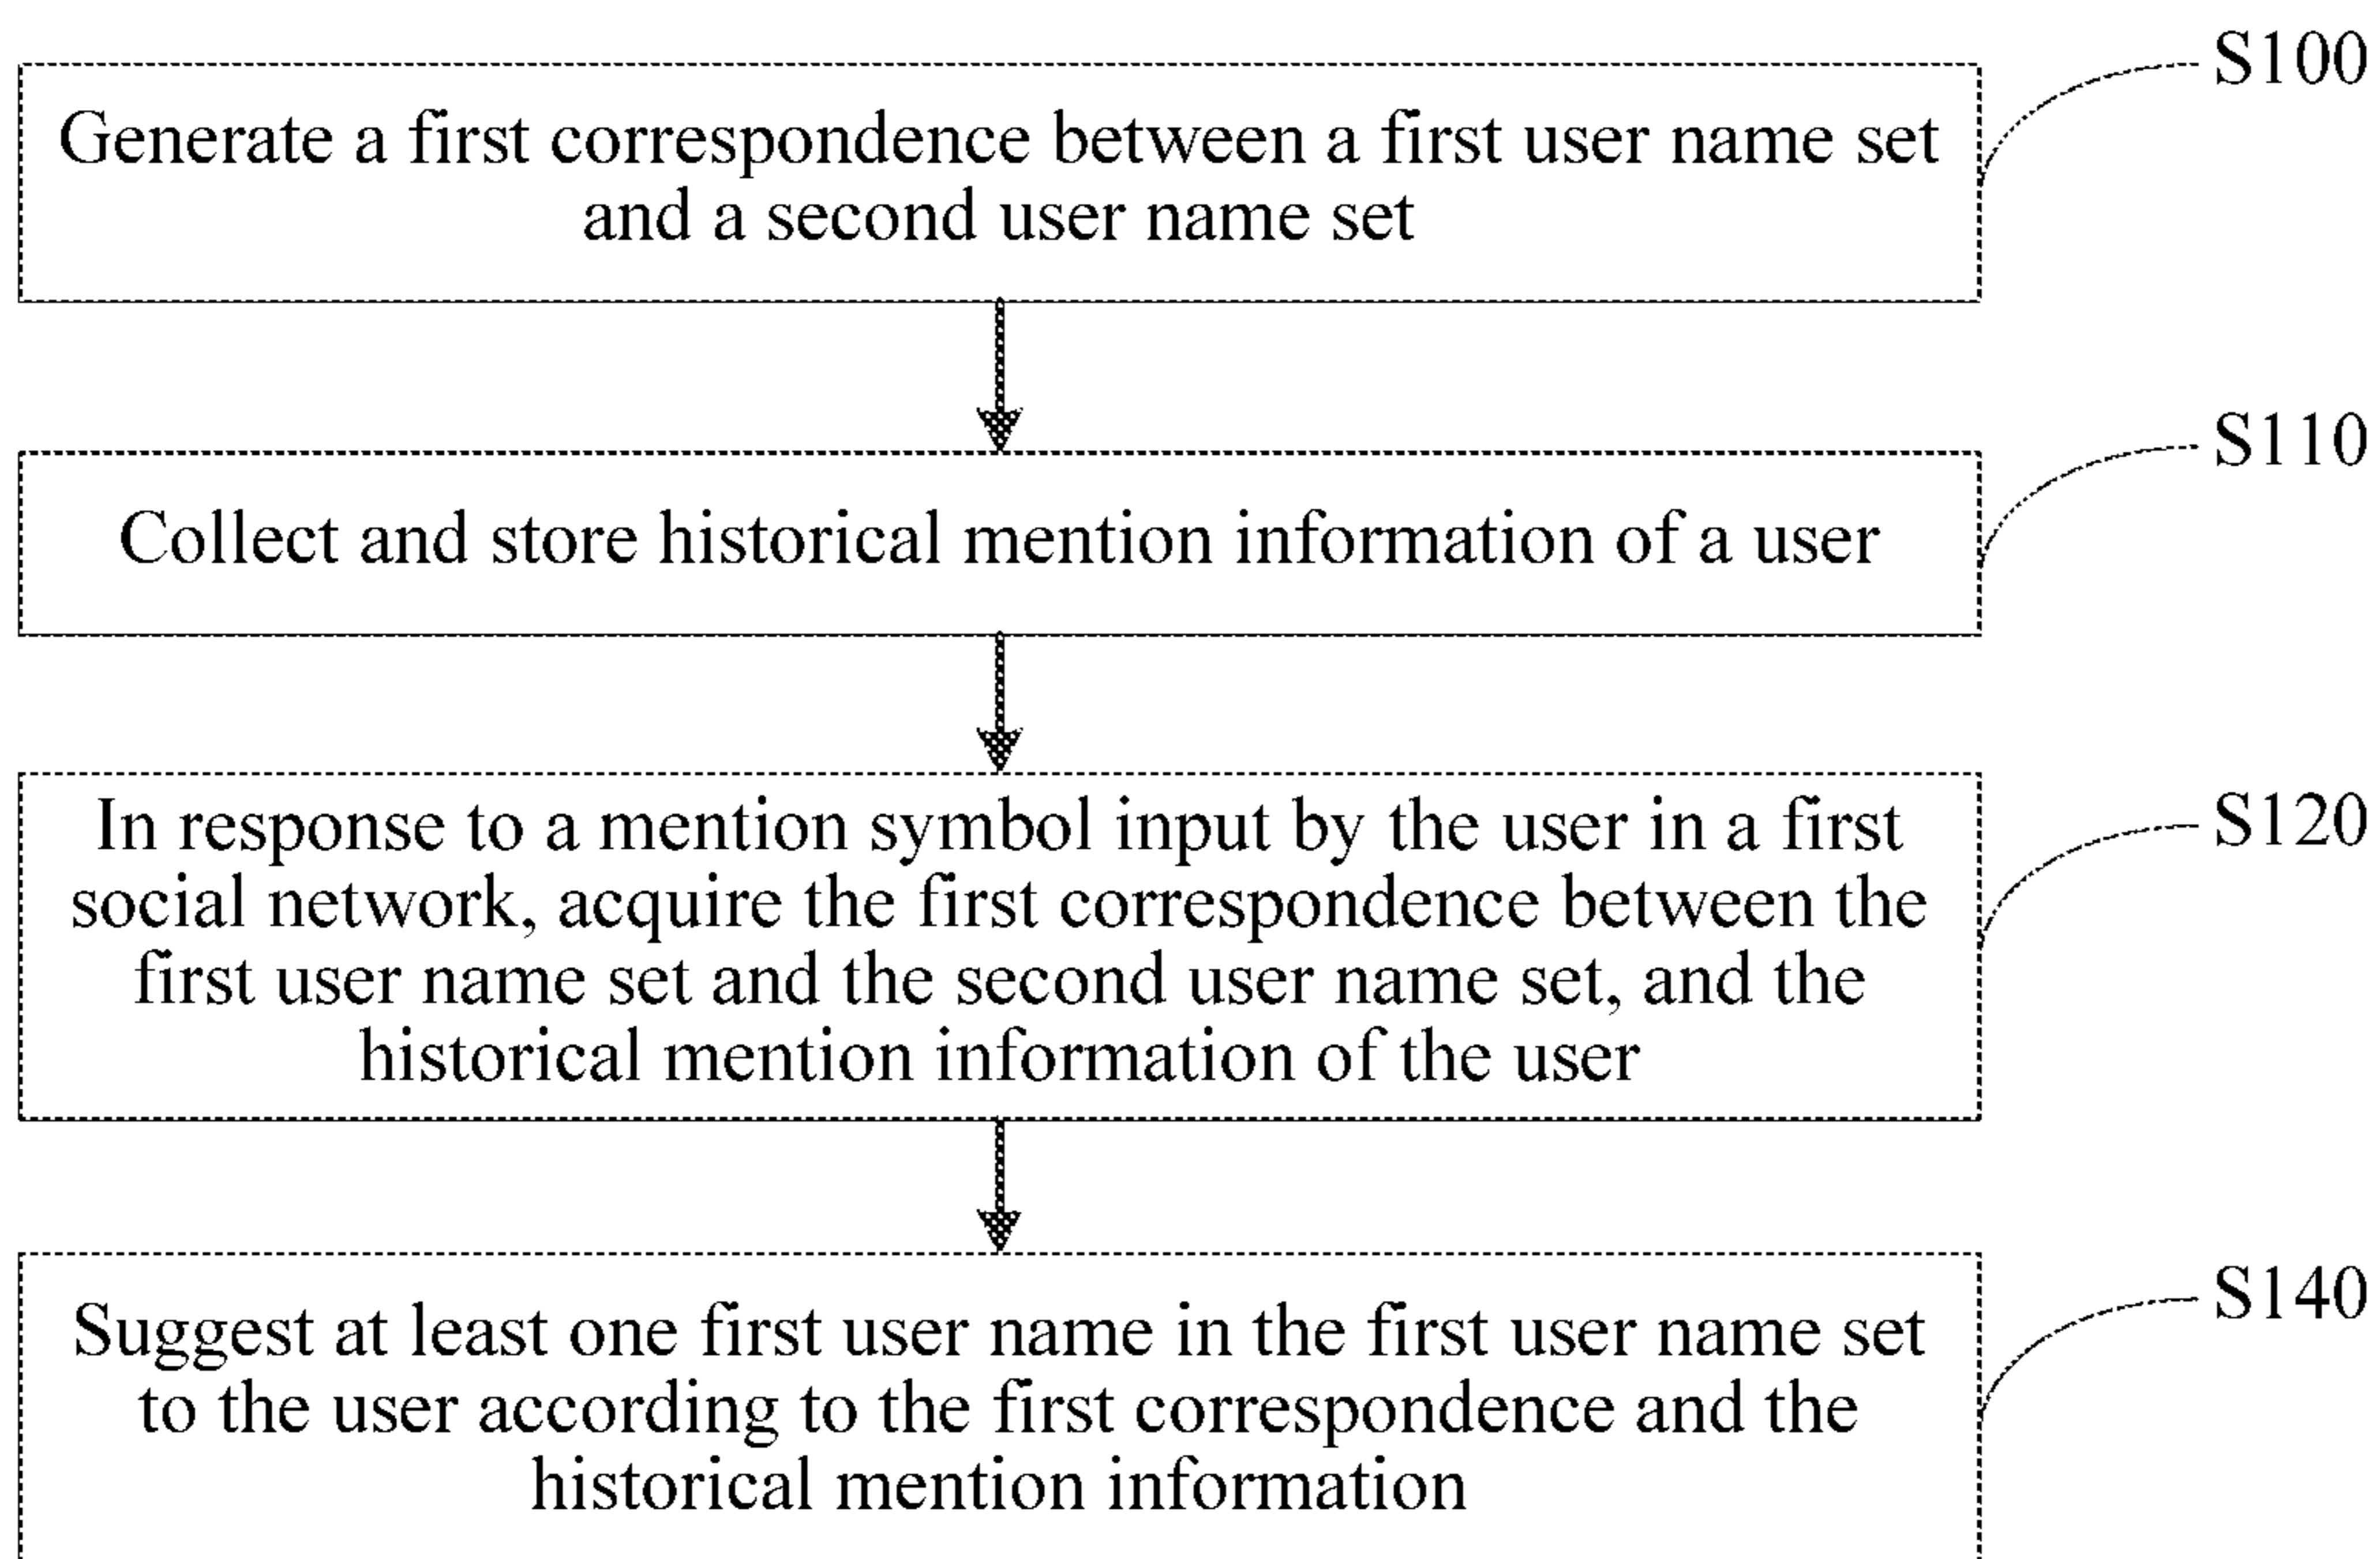 S100
Generate a first correspondence between a first user name set
and a second user name set
S110
Collect and store historical mention information of a user
In response to a mention symbol input by the user in a first
S120
social network, acquire the first correspondence between the
first user name set and the second user name set, and the
historical mention information of the user
S140
Suggest at least one first user name in the first user name set
to the user according to the first correspondence and the
historical mention information